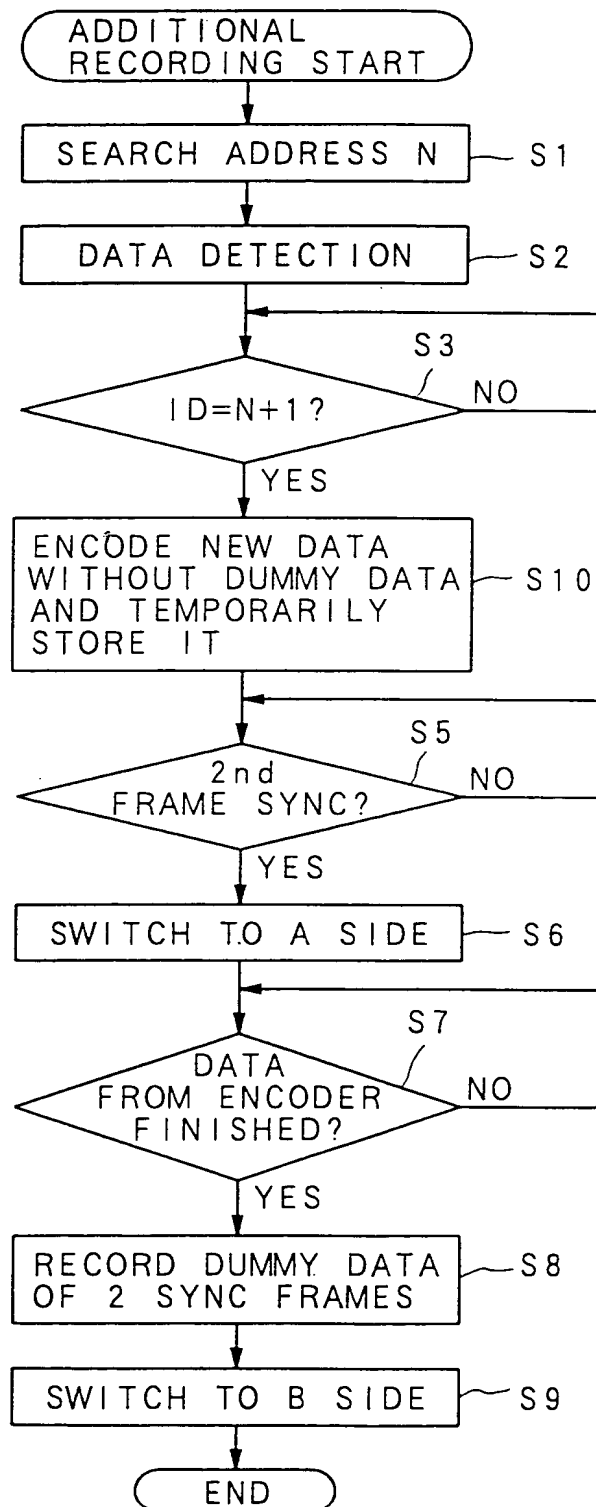 ADDITIONAL
RECORDING START
SEARCH ADDRESS N
S1
DATA DETECTION
S2
S3
ID=N+1?
NO
YES
ENCODE NEW DATA
WITHOUT DUMMY DATA
AND TEMPORARILY
STORE IT
S10
S5
2nd
FRAME SYNC?
NO
YES
SWITCH TO A SIDE
S6
S7
DATA
FROM ENCODER
FINISHED?
NO
YES
RECORD DUMMY DATA
OF 2 SYNC FRAMES
S8
SWITCH TO B SIDE
S9
END